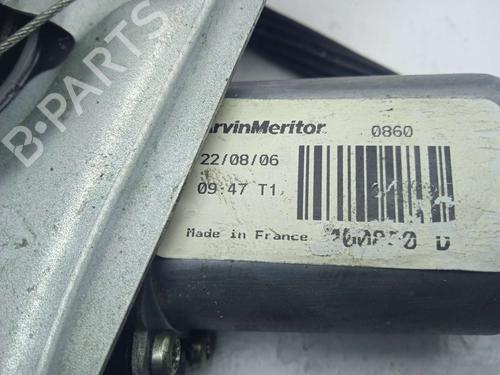 B-PARTS
rvinMeritor 0860
22/08/06
09:47 T1
Made in France D